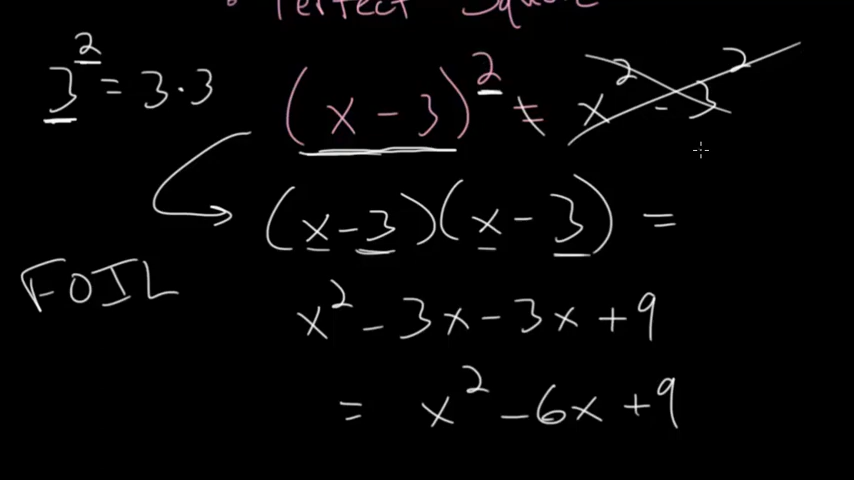 Perfect Square
3² = 3·3
(x - 3)² ≠ x² - 3²
(x-3)(x-3) =
FOIL
x² - 3x - 3x + 9
= x² - 6x + 9